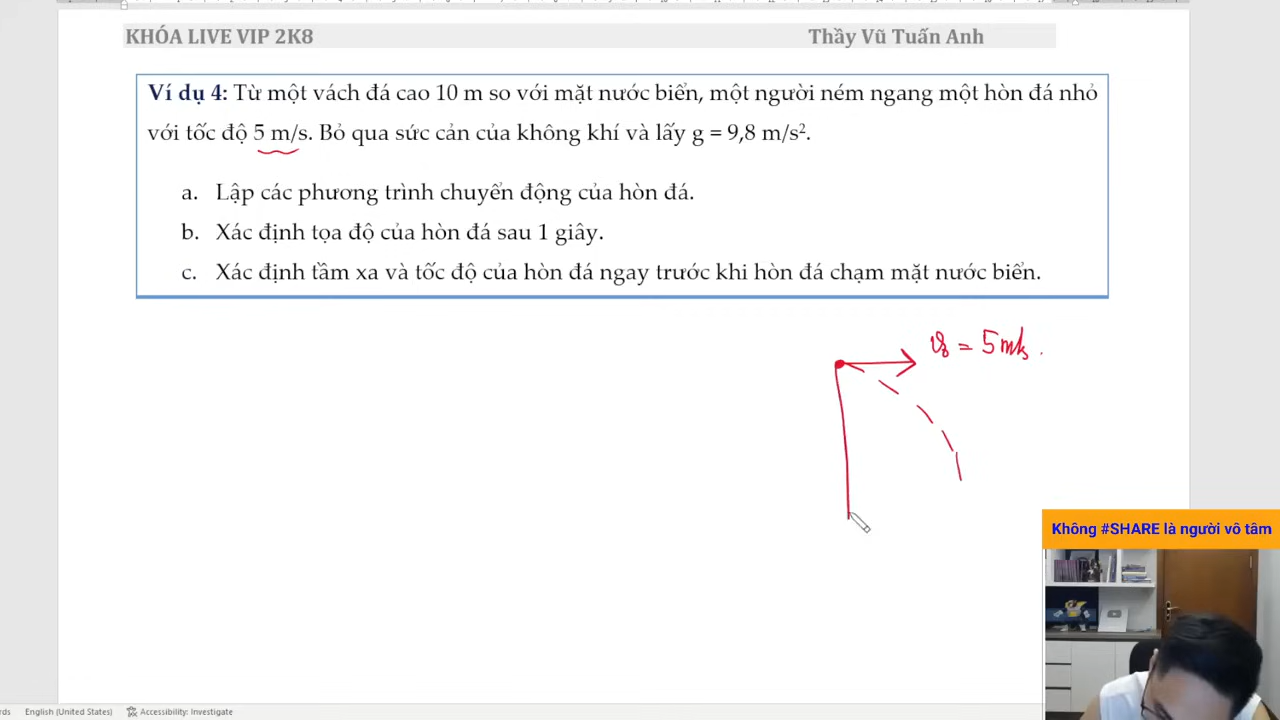 KHÓA LIVE VIP 2K8 Thầy Vũ Tuấn Anh
Ví dụ 4: Từ một vách đá cao 10 m so với mặt nước biển, một người ném ngang một hòn đá nhỏ
với tốc độ 5 m/s. Bỏ qua sức cản của không khí và lấy g = 9,8 m/s².
a. Lập các phương trình chuyển động của hòn đá.
b. Xác định tọa độ của hòn đá sau 1 giây.
c. Xác định tầm xa và tốc độ của hòn đá ngay trước khi hòn đá chạm mặt nước biển.
= 5 m/s.
Không #SHARE là người vô tâm
English (United States) Accessibility: Investigate